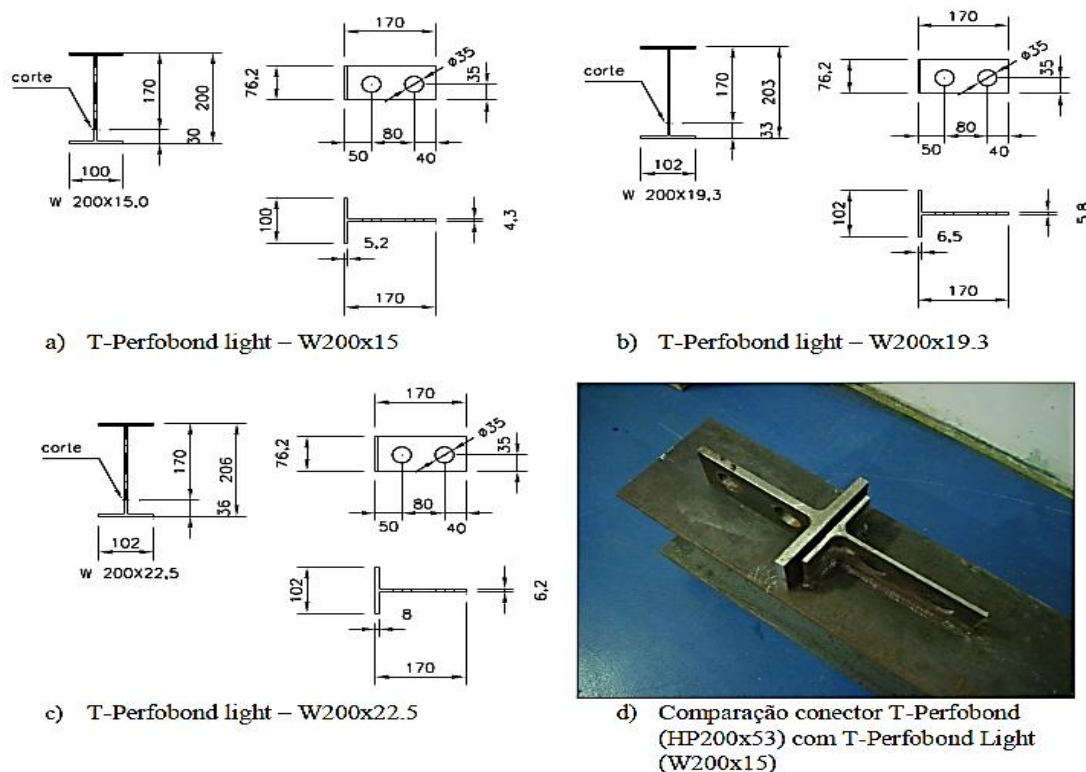 170
ø35
76,2
35
50
80
40
corte
170
200
30
100
W 200X15.0
100
5,2
4,3
170
a) T-Perfobond light – W200x15
170
ø35
76,2
35
50
80
40
corte
170
203
33
102
W 200X19.3
102
6,5
5,8
170
b) T-Perfobond light – W200x19.3
170
ø35
76,2
35
50
80
40
corte
170
206
36
102
W 200X22.5
102
8
6,2
170
c) T-Perfobond light – W200x22.5
d) Comparação conector T-Perfobond
(HP200x53) com T-Perfobond Light
(W200x15)